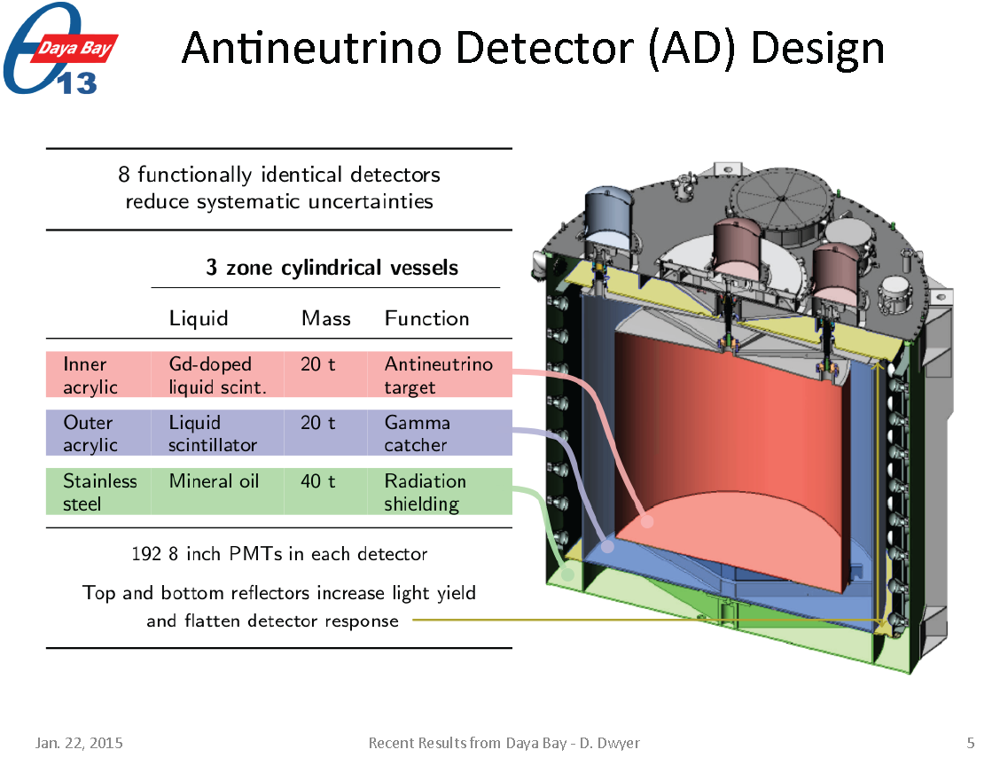 Daya Bay
θ13
Antineutrino Detector (AD) Design
8 functionally identical detectors
reduce systematic uncertainties
3 zone cylindrical vessels
Liquid Mass Function
Inner acrylic Gd-doped liquid scint. 20 t Antineutrino target
Outer acrylic Liquid scintillator 20 t Gamma catcher
Stainless steel Mineral oil 40 t Radiation shielding
192 8 inch PMTs in each detector
Top and bottom reflectors increase light yield
and flatten detector response
Jan. 22, 2015 Recent Results from Daya Bay - D. Dwyer 5